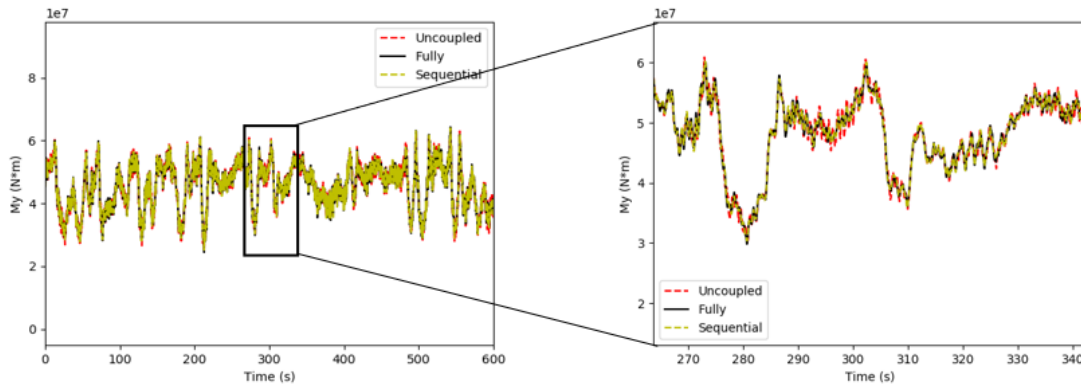 1e7
8
6
4
2
0
My (N*m)
Uncoupled
Fully
Sequential
0 100 200 300 400 500 600
Time (s)
1e7
6
5
4
3
2
My (N*m)
Uncoupled
Fully
Sequential
270 280 290 300 310 320 330 340
Time (s)